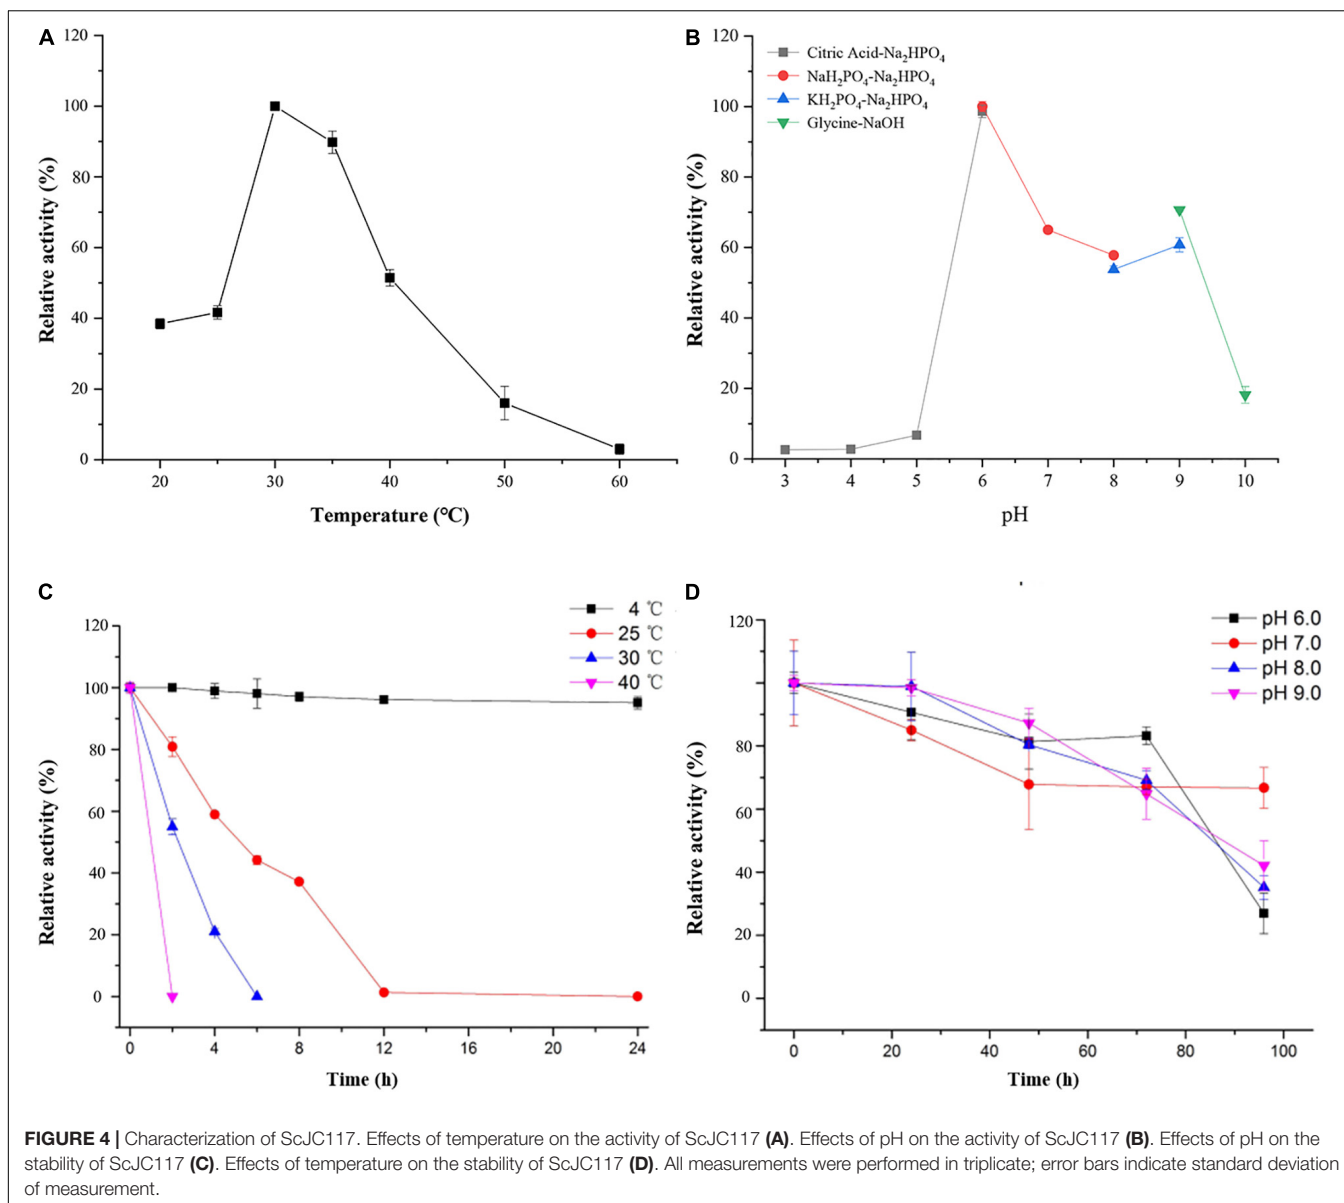 A
120
100
80
60
40
20
0
Relative activity (%)
20 30 40 50 60
Temperature (°C)
B
120
100
80
60
40
20
0
Relative activity (%)
Citric Acid-Na₂HPO₄
NaH₂PO₄-Na₂HPO₄
KH₂PO₄-Na₂HPO₄
Glycine-NaOH
3 4 5 6 7 8 9 10
pH
C
4 ℃
25 ℃
30 ℃
40 ℃
120
100
80
60
40
20
0
Relative activity (%)
0 4 8 12 16 20 24
Time (h)
D
pH 6.0
pH 7.0
pH 8.0
pH 9.0
120
100
80
60
40
20
0
Relative activity (%)
0 20 40 60 80 100
Time (h)
FIGURE 4 | Characterization of ScJC117. Effects of temperature on the activity of ScJC117 (A). Effects of pH on the activity of ScJC117 (B). Effects of pH on the
stability of ScJC117 (C). Effects of temperature on the stability of ScJC117 (D). All measurements were performed in triplicate; error bars indicate standard deviation
of measurement.